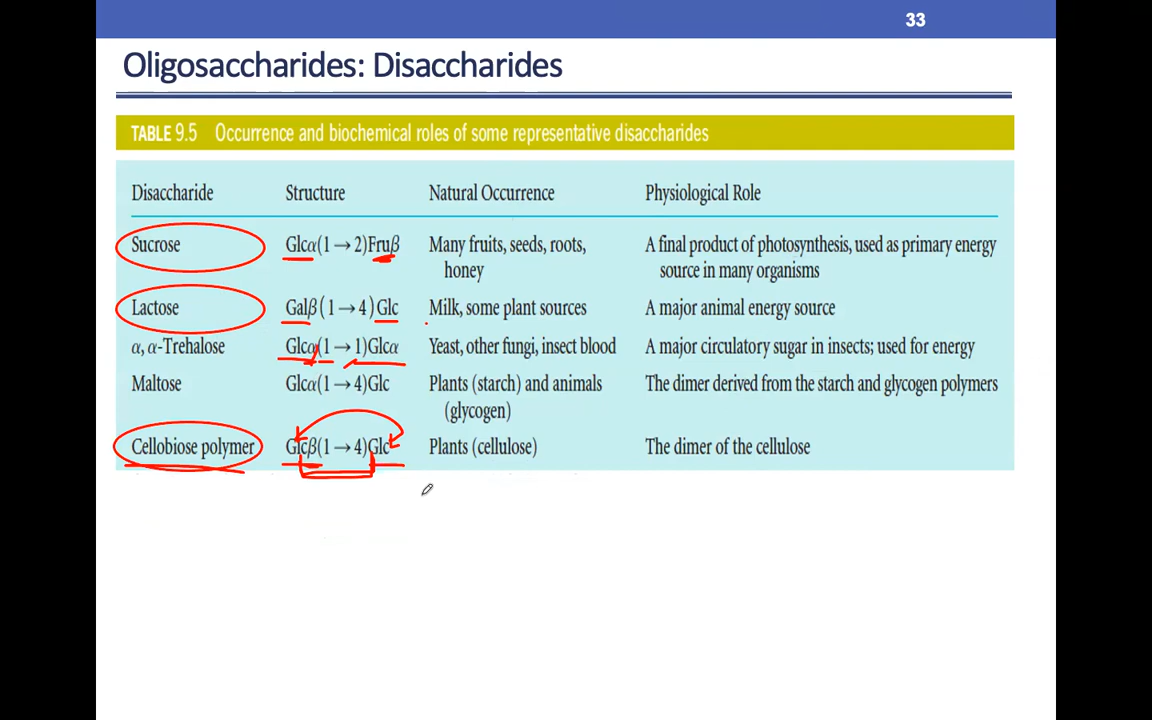 33
Oligosaccharides: Disaccharides
TABLE 9.5 Occurrence and biochemical roles of some representative disaccharides
Disaccharide Structure Natural Occurrence Physiological Role
Sucrose Glcα(1→2)Fruβ Many fruits, seeds, roots, A final product of photosynthesis, used as primary energy
honey source in many organisms
Lactose Galβ(1→4)Glc Milk, some plant sources A major animal energy source
α, α-Trehalose Glcα(1→1)Glcα Yeast, other fungi, insect blood A major circulatory sugar in insects; used for energy
Maltose Glcα(1→4)Glc Plants (starch) and animals The dimer derived from the starch and glycogen polymers
(glycogen)
Cellobiose polymer Glcβ(1→4)Glc Plants (cellulose) The dimer of the cellulose